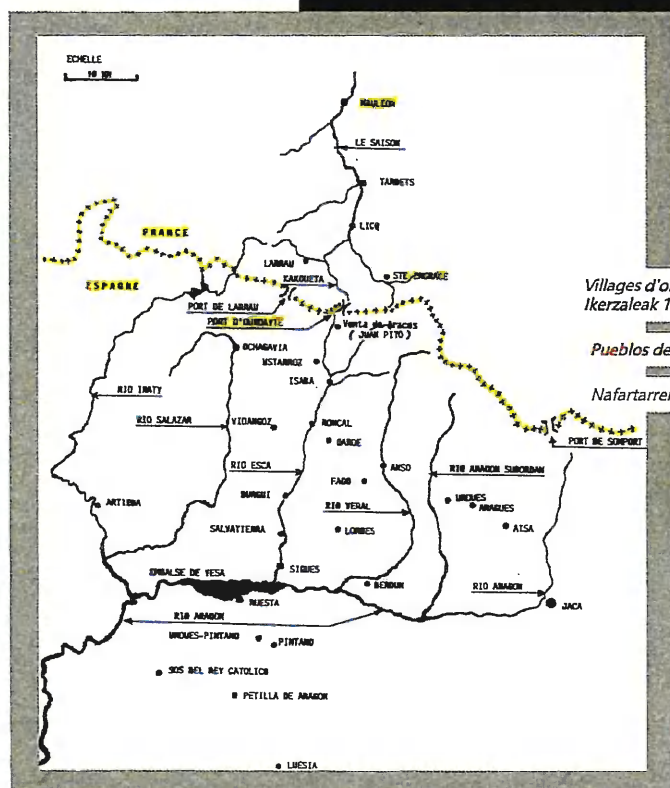 ECHELLE
10 KM
MAULEON
LE SAISON
TARDETS
LICQ
FRANCE
LARRAU
KAKOUETA
STE-ENGRACE
ESPAGNE
PORT DE LARRAU
PORT D'OURDAYTE
Venta de Aracas
( JUAN PITO )
OCHAGAVIA
USTARROZ
ISABA
Villages d'o
Ikerzaleak 1
Pueblos de
Nafartarren
RIO IRATY
RIO SALAZAR
VIDANGOZ
RONCAL
GARDE
PORT DE SOMPORT
RIO ESCA
ANSO
RIO ARAGON SUBORDAN
FAGO
BURGUI
URDUES
ARAGUES
ARTIEDA
RIO VERAL
SALVATIERRA
LORBES
AISA
EMBALSE DE YESA
SIGUES
BERDUN
RIO ARAGON
RUESTA
JACA
RIO ARAGON
URDUES-PINTANO
PINTANO
SOS DEL REY CATOLICO
PETILLA DE ARAGON
LUESIA